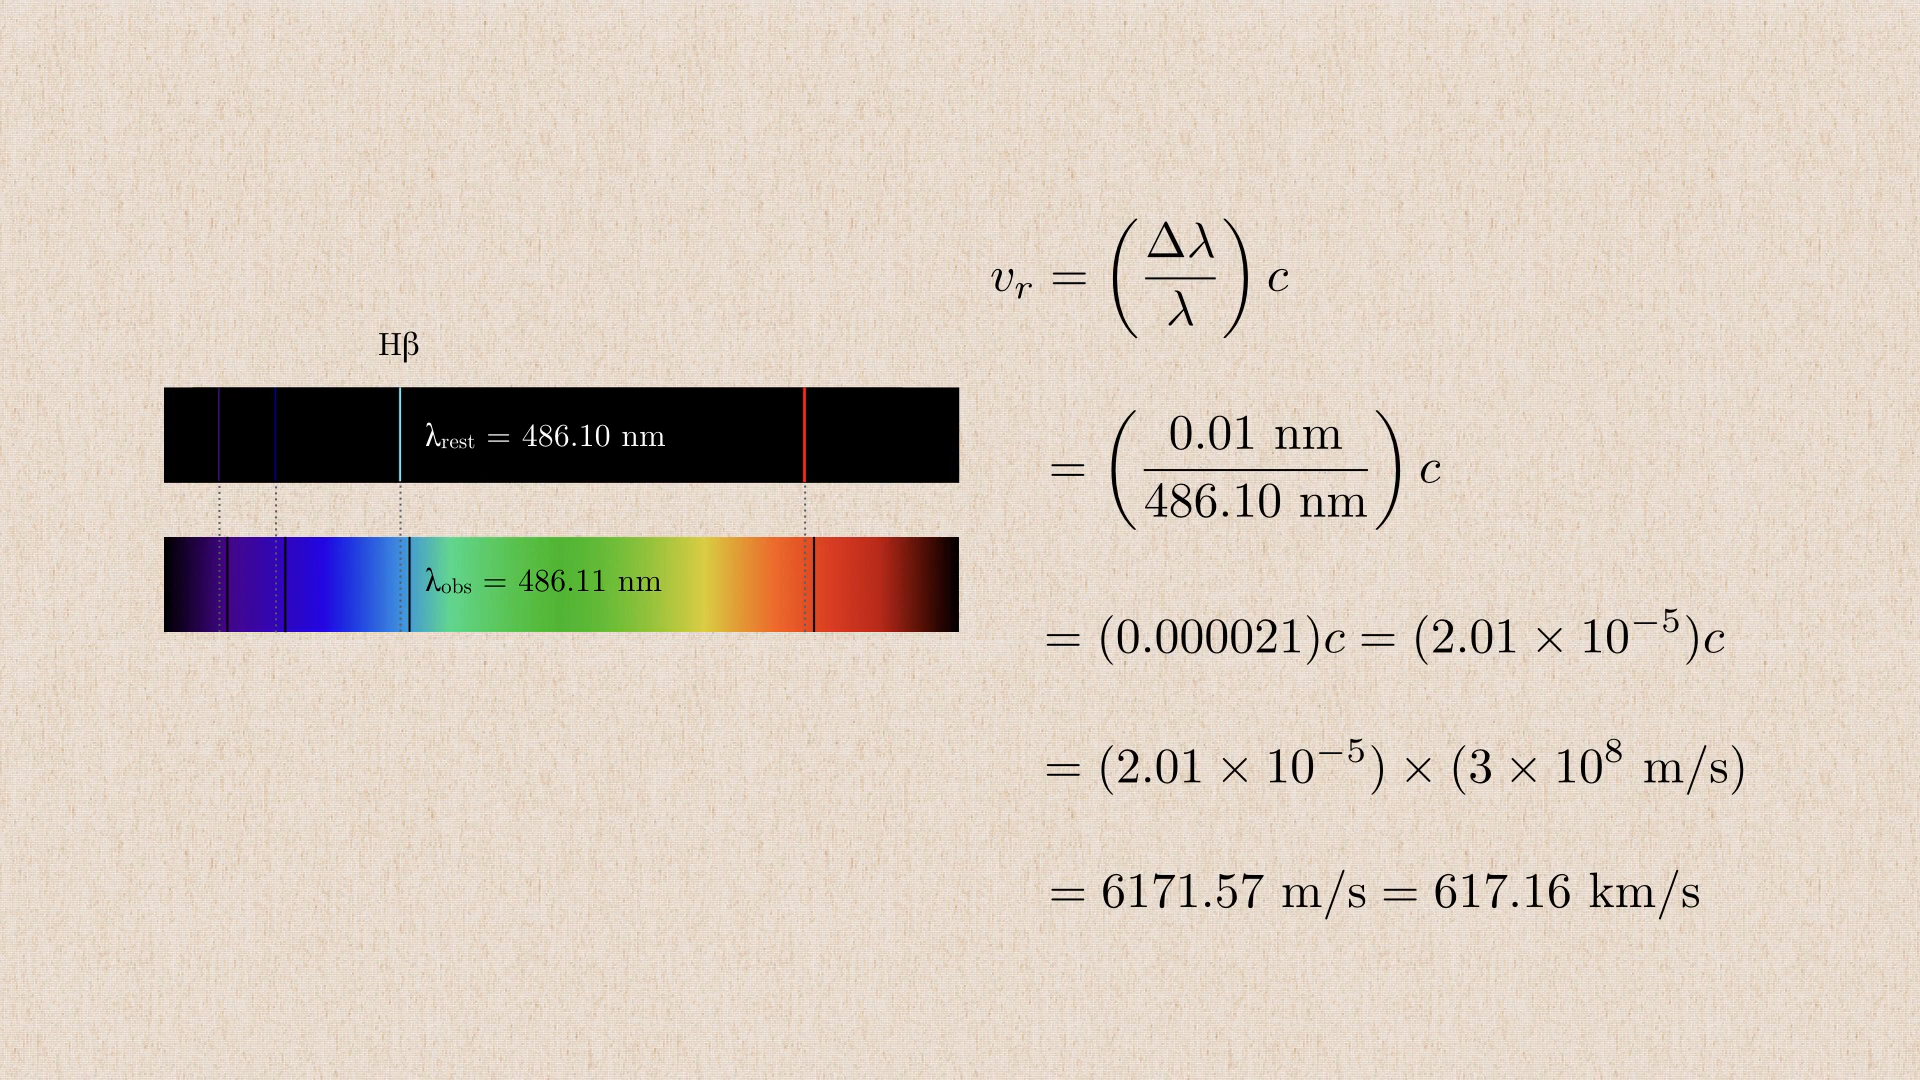 Hβ
λrest = 486.10 nm
λobs = 486.11 nm
v_r = (Δλ / λ) c
= (0.01 nm / 486.10 nm) c
= (0.000021)c = (2.01 × 10⁻⁵)c
= (2.01 × 10⁻⁵) × (3 × 10⁸ m/s)
= 6171.57 m/s = 617.16 km/s